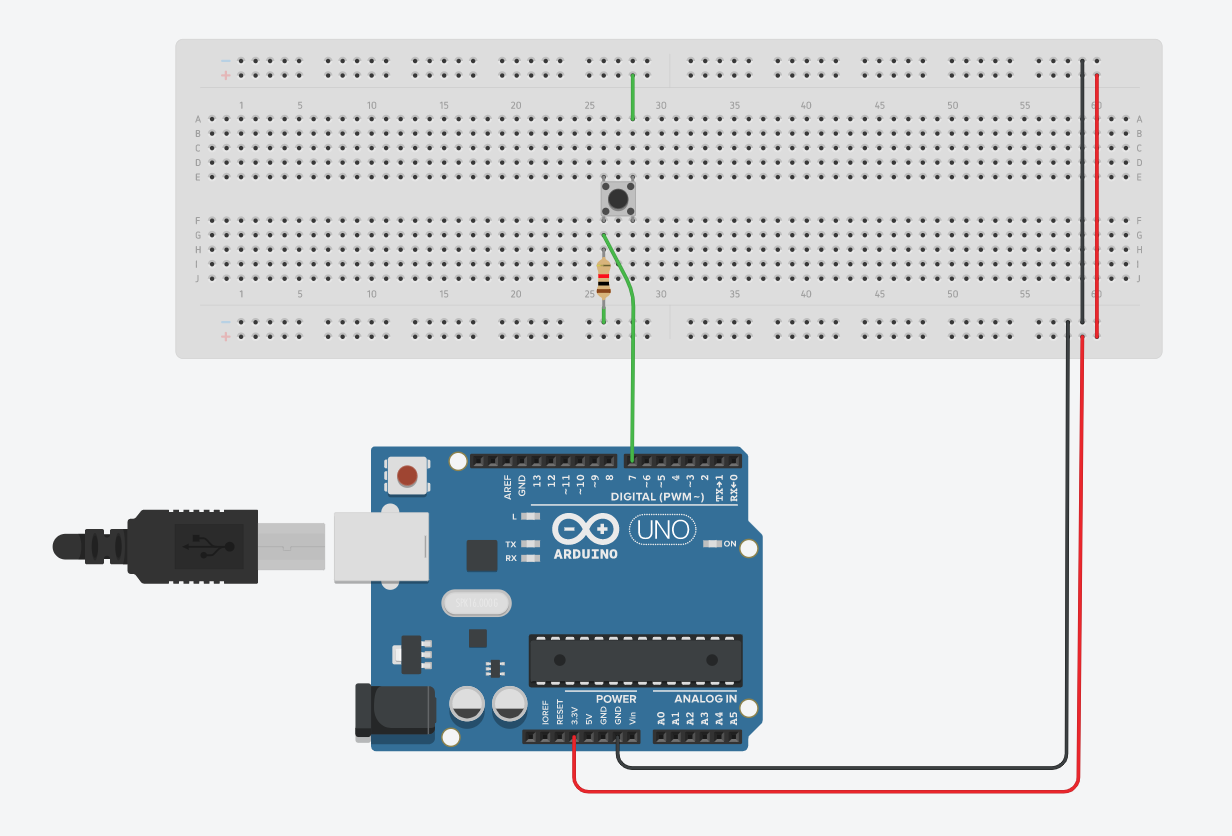 − −
+ +
1 5 10 15 20 25 30 35 40 45 50 55 60
A A
B B
C C
D D
E E
F F
G G
H H
I I
J J
1 5 10 15 20 25 30 35 40 45 50 55 60
− −
+ +
AREF GND 13 12 ~11 ~10 ~9 8 7 ~6 ~5 4 ~3 2 TX→1 RX←0
DIGITAL (PWM~)
L
TX
RX
UNO
ARDUINO
ON
POWER ANALOG IN
IOREF RESET 3.3V 5V GND GND Vin A0 A1 A2 A3 A4 A5